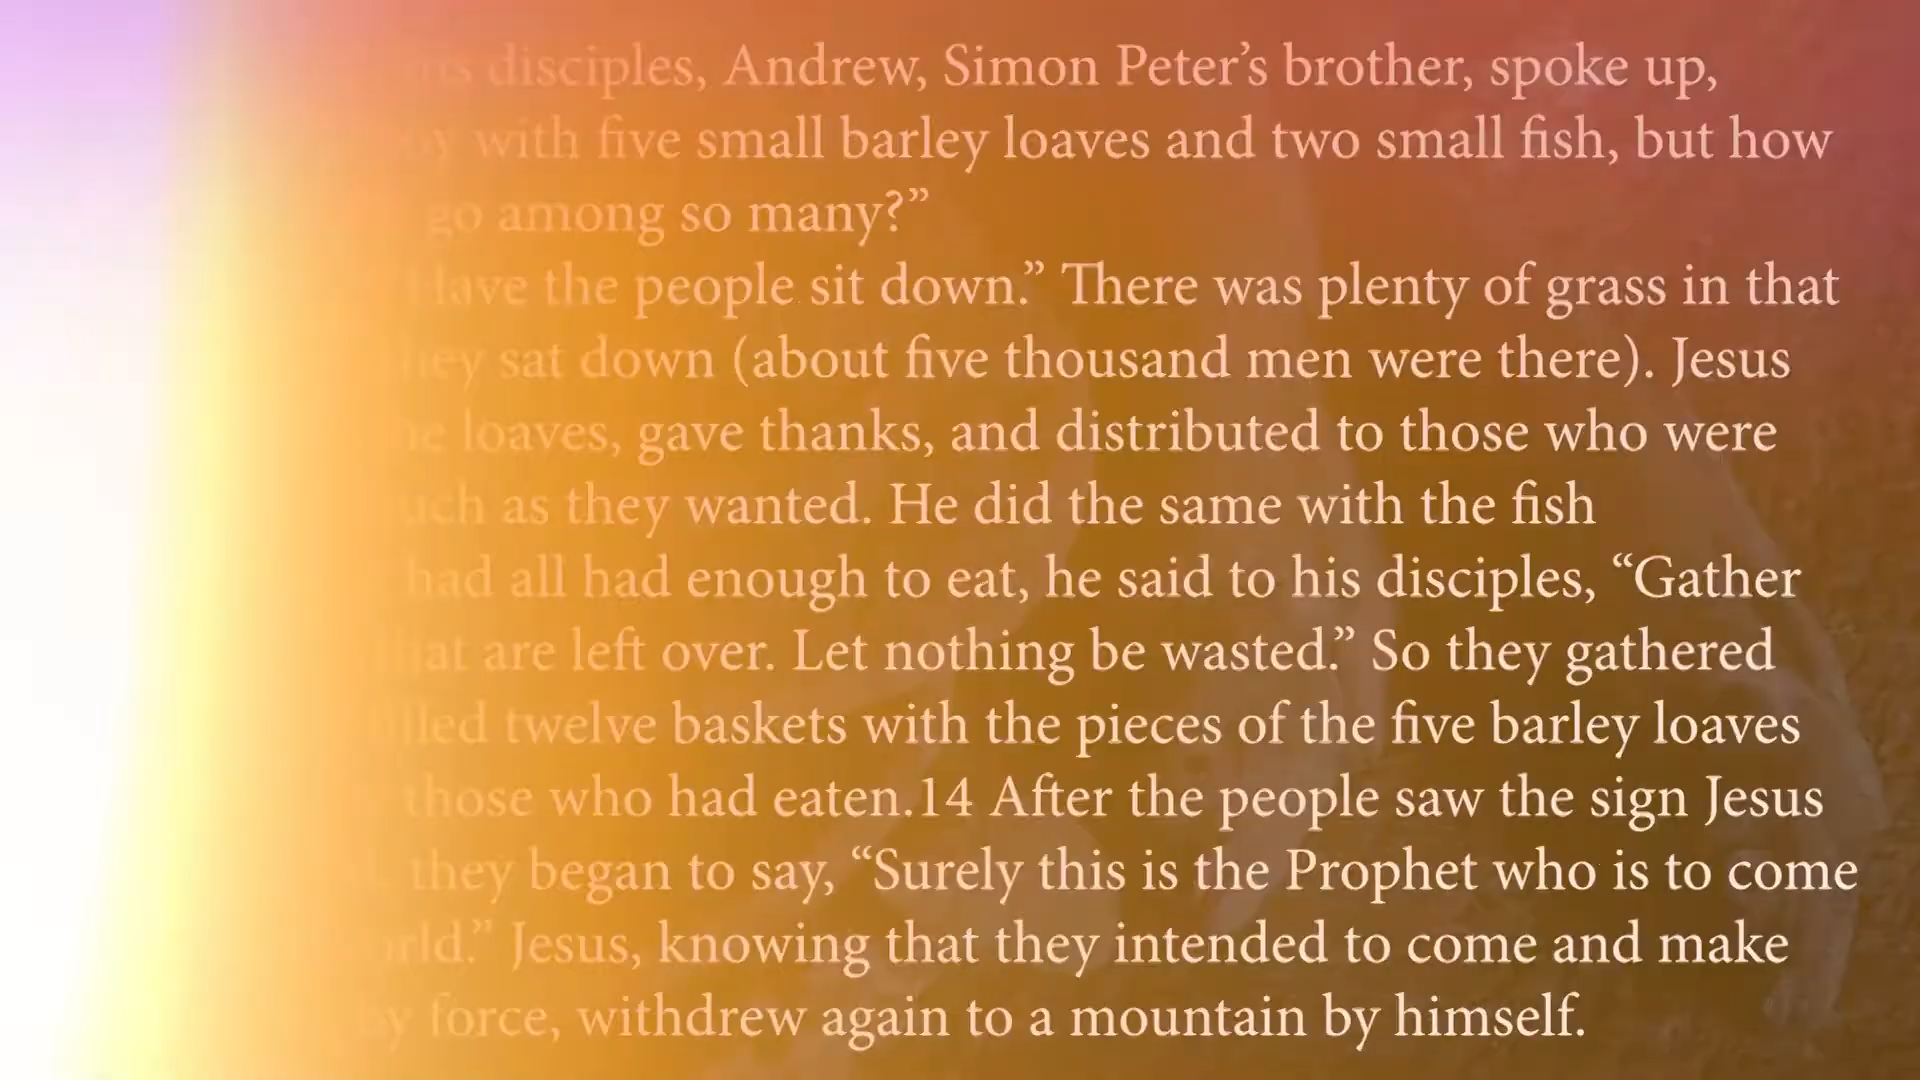 disciples, Andrew, Simon Peter’s brother, spoke up,
with five small barley loaves and two small fish, but how
go among so many?”
Have the people sit down.” There was plenty of grass in that
they sat down (about five thousand men were there). Jesus
loaves, gave thanks, and distributed to those who were
as they wanted. He did the same with the fish
had all had enough to eat, he said to his disciples, “Gather
that are left over. Let nothing be wasted.” So they gathered
filled twelve baskets with the pieces of the five barley loaves
those who had eaten.14 After the people saw the sign Jesus
they began to say, “Surely this is the Prophet who is to come
Jesus, knowing that they intended to come and make
by force, withdrew again to a mountain by himself.